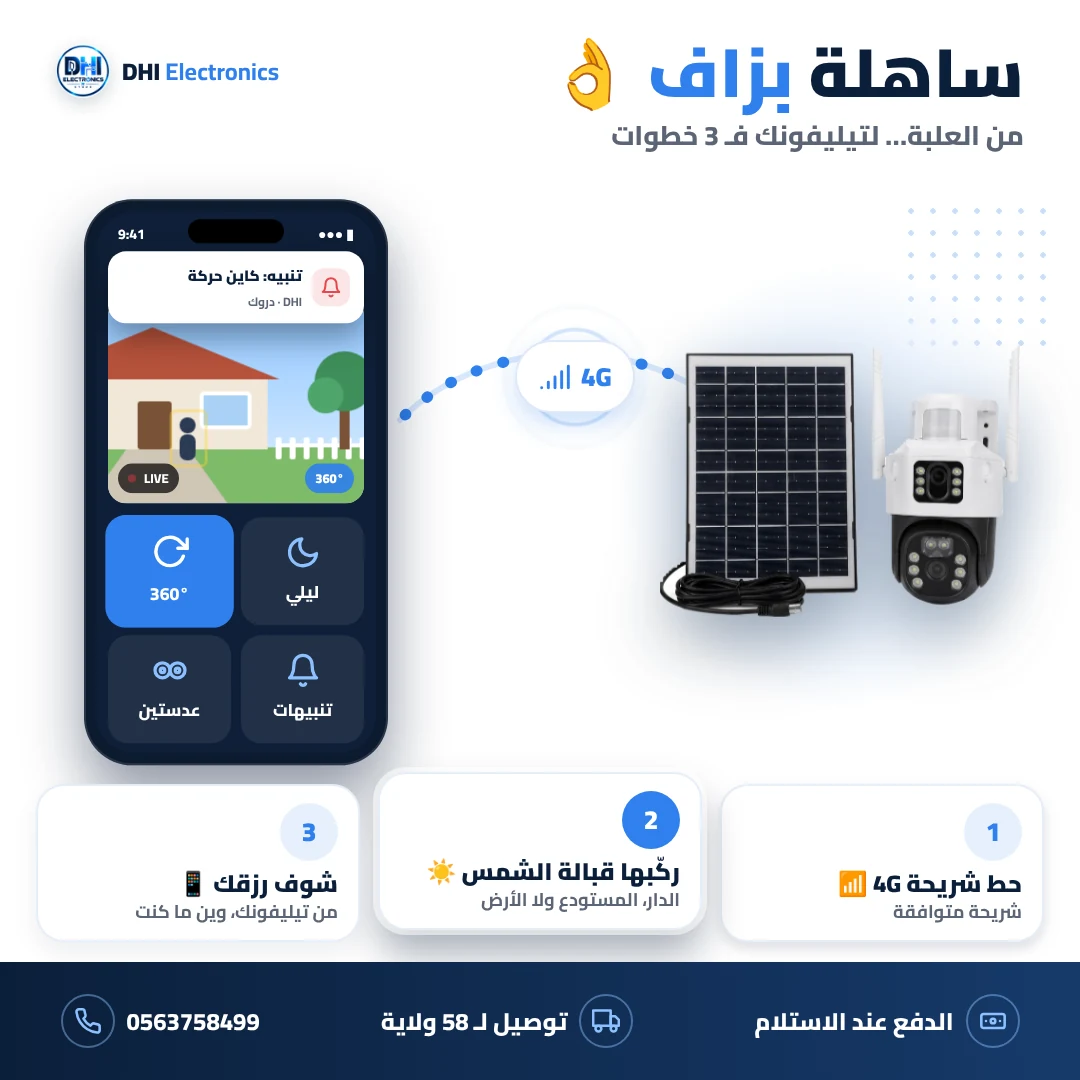 DHI ELECTRONICS
DHI Electronics
ساهلة بزاف 👌
من العلبة... لتيليفونك فـ 3 خطوات
9:41
تنبيه: كاين حركة
DHI · دروك
LIVE
360°
360°
ليلي
عدستين
تنبيهات
4G
1
حط شريحة 4G 📶
شريحة متوافقة
2
ركّبها قبالة الشمس ☀️
الدار، المستودع ولا الأرض
3
شوف رزقك 📱
من تيليفونك، وين ما كنت
الدفع عند الاستلام
توصيل لـ 58 ولاية
0563758499